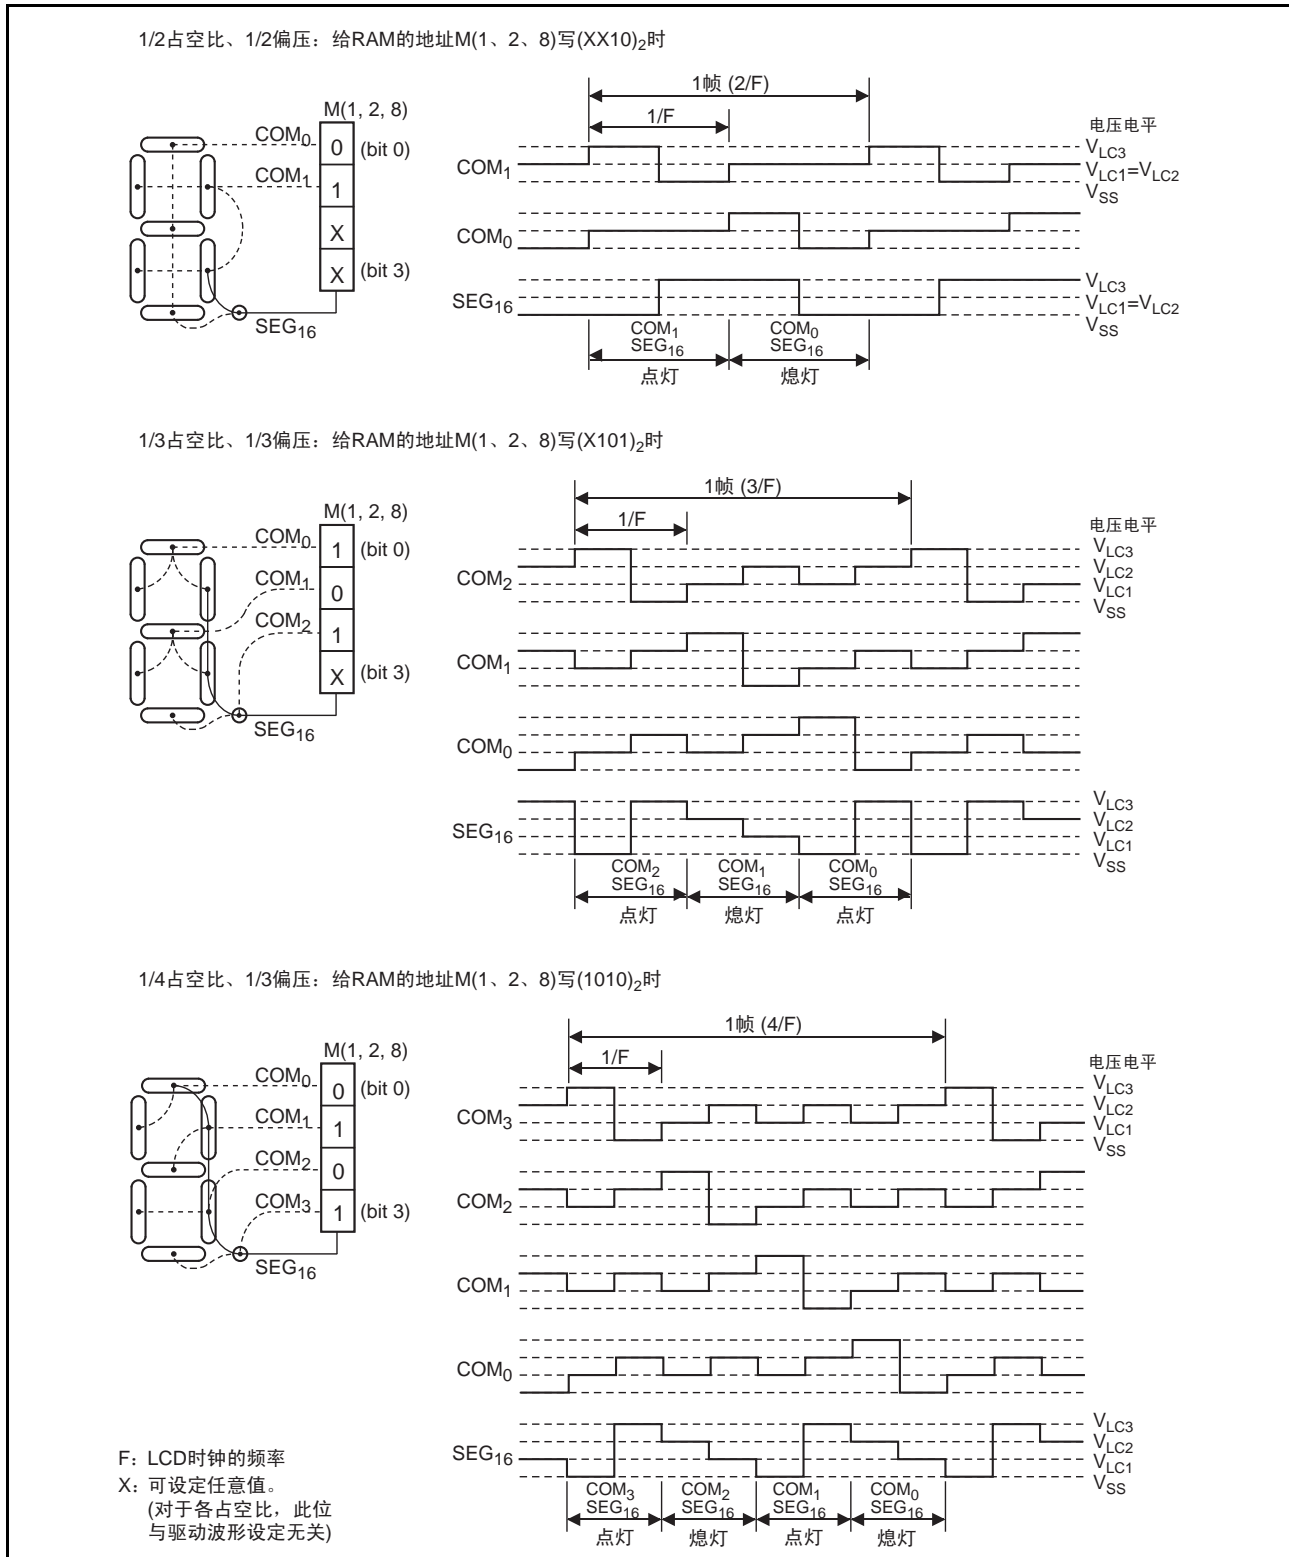 1/2占空比、1/2偏压：给RAM的地址M(1、2、8)写(XX10)2时
1帧 (2/F)
1/F
M(1, 2, 8)
COM0 0 (bit 0)
COM1 1
X
X (bit 3)
SEG16
电压电平
COM1
VLC3
VLC1=VLC2
VSS
COM0
SEG16
VLC3
VLC1=VLC2
VSS
COM1 COM0
SEG16 SEG16
点灯 熄灯
1/3占空比、1/3偏压：给RAM的地址M(1、2、8)写(X101)2时
1帧 (3/F)
1/F
M(1, 2, 8)
COM0 1 (bit 0)
COM1 0
COM2 1
X (bit 3)
SEG16
电压电平
COM2
VLC3
VLC2
VLC1
VSS
COM1
COM0
SEG16
VLC3
VLC2
VLC1
VSS
COM2 COM1 COM0
SEG16 SEG16 SEG16
点灯 熄灯 点灯
1/4占空比、1/3偏压：给RAM的地址M(1、2、8)写(1010)2时
1帧 (4/F)
1/F
M(1, 2, 8)
COM0 0 (bit 0)
COM1 1
COM2 0
COM3 1 (bit 3)
SEG16
电压电平
COM3
VLC3
VLC2
VLC1
VSS
COM2
COM1
COM0
SEG16
VLC3
VLC2
VLC1
VSS
COM3 COM2 COM1 COM0
SEG16 SEG16 SEG16 SEG16
点灯 熄灯 点灯 熄灯
F：LCD时钟的频率
X：可设定任意值。
(对于各占空比，此位
与驱动波形设定无关)